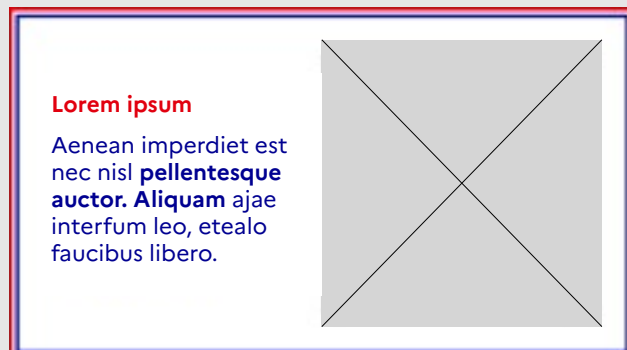 Lorem ipsum
Aenean imperdiet est
nec nisl pellentesque
auctor. Aliquam ajae
interfum leo, etealo
faucibus libero.